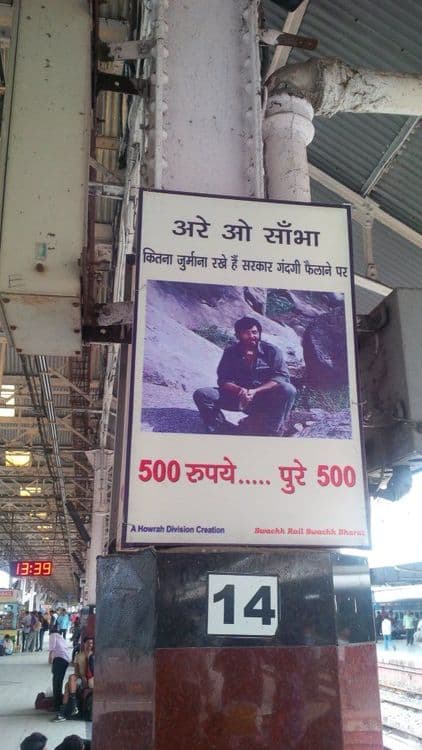 अरे ओ साँभा
कितना जुर्माना रखे हैं सरकार गंदगी फैलाने पर
500 रुपये..... पुरे 500
A Howrah Division Creation
Swachh Rail Swachh Bharat
14
13:39